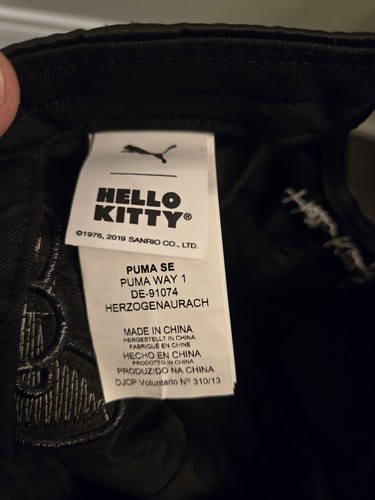 HELLO
KITTY®
©1976, 2019 SANRIO CO., LTD.
PUMA SE
PUMA WAY 1
DE-91074
HERZOGENAURACH
MADE IN CHINA
HERGESTELLT IN CHINA
FABRIQUÉ EN CHINE
HECHO EN CHINA
PRODOTTO IN CHINA
PRODUZIDO NA CHINA
DJCP Voluntario Nº 310/13